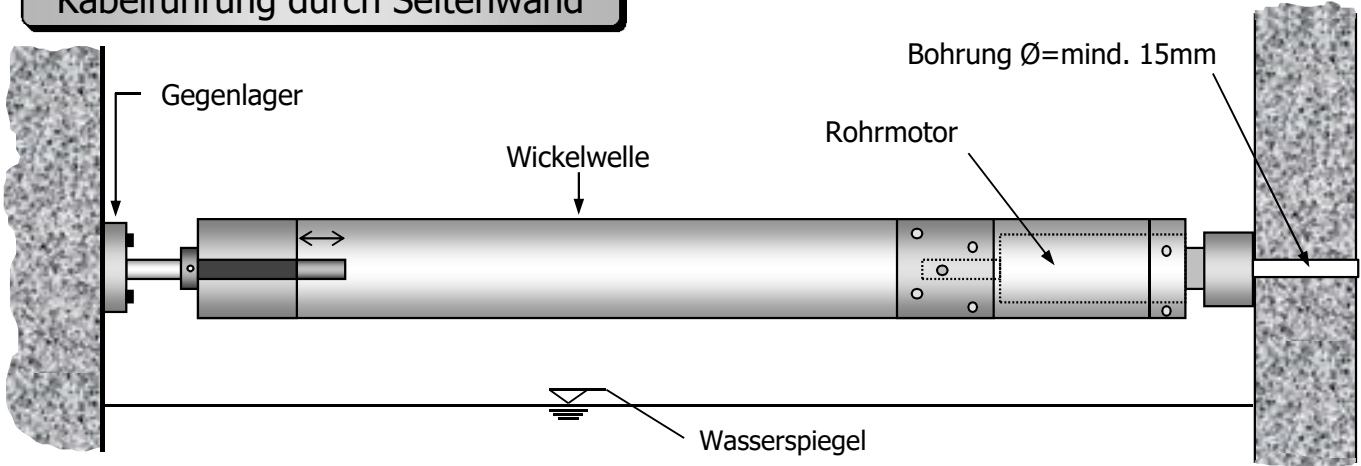 Kabelführung durch Seitenwand
Bohrung Ø=mind. 15mm
Gegenlager
Rohrmotor
Wickelwelle
Wasserspiegel